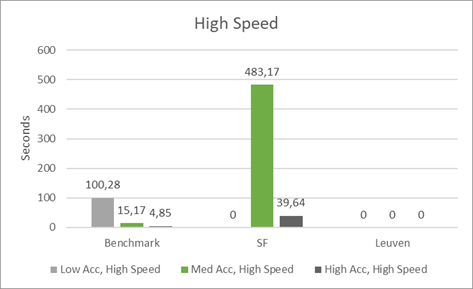 High Speed
600
500
400
300
200
100
0
Seconds
100,28
15,17
4,85
0
483,17
39,64
0
0
0
Benchmark
SF
Leuven
Low Acc, High Speed
Med Acc, High Speed
High Acc, High Speed